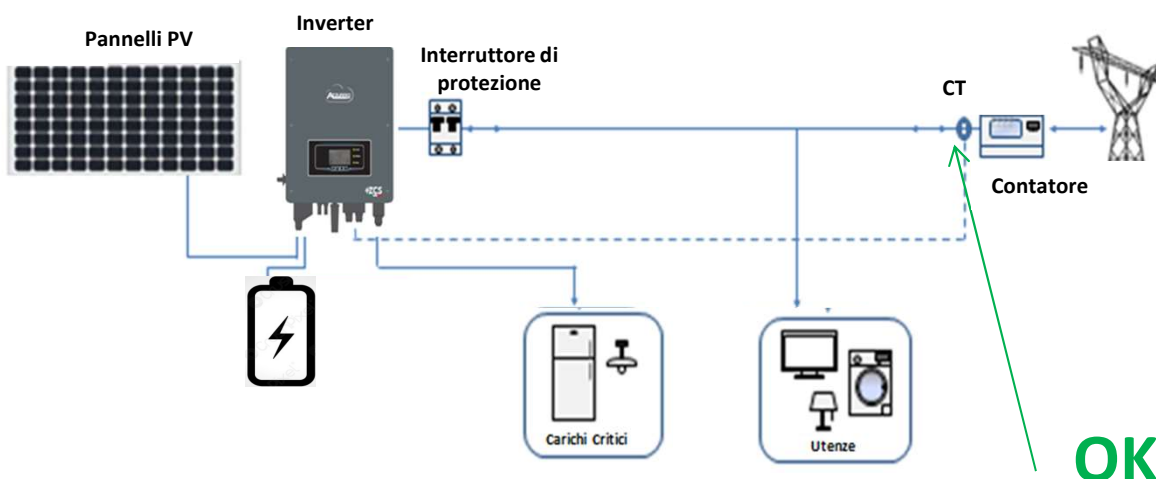 Pannelli PV
Inverter
Interruttore di
protezione
CT
Contatore
Carichi Critici
Utenze
OK